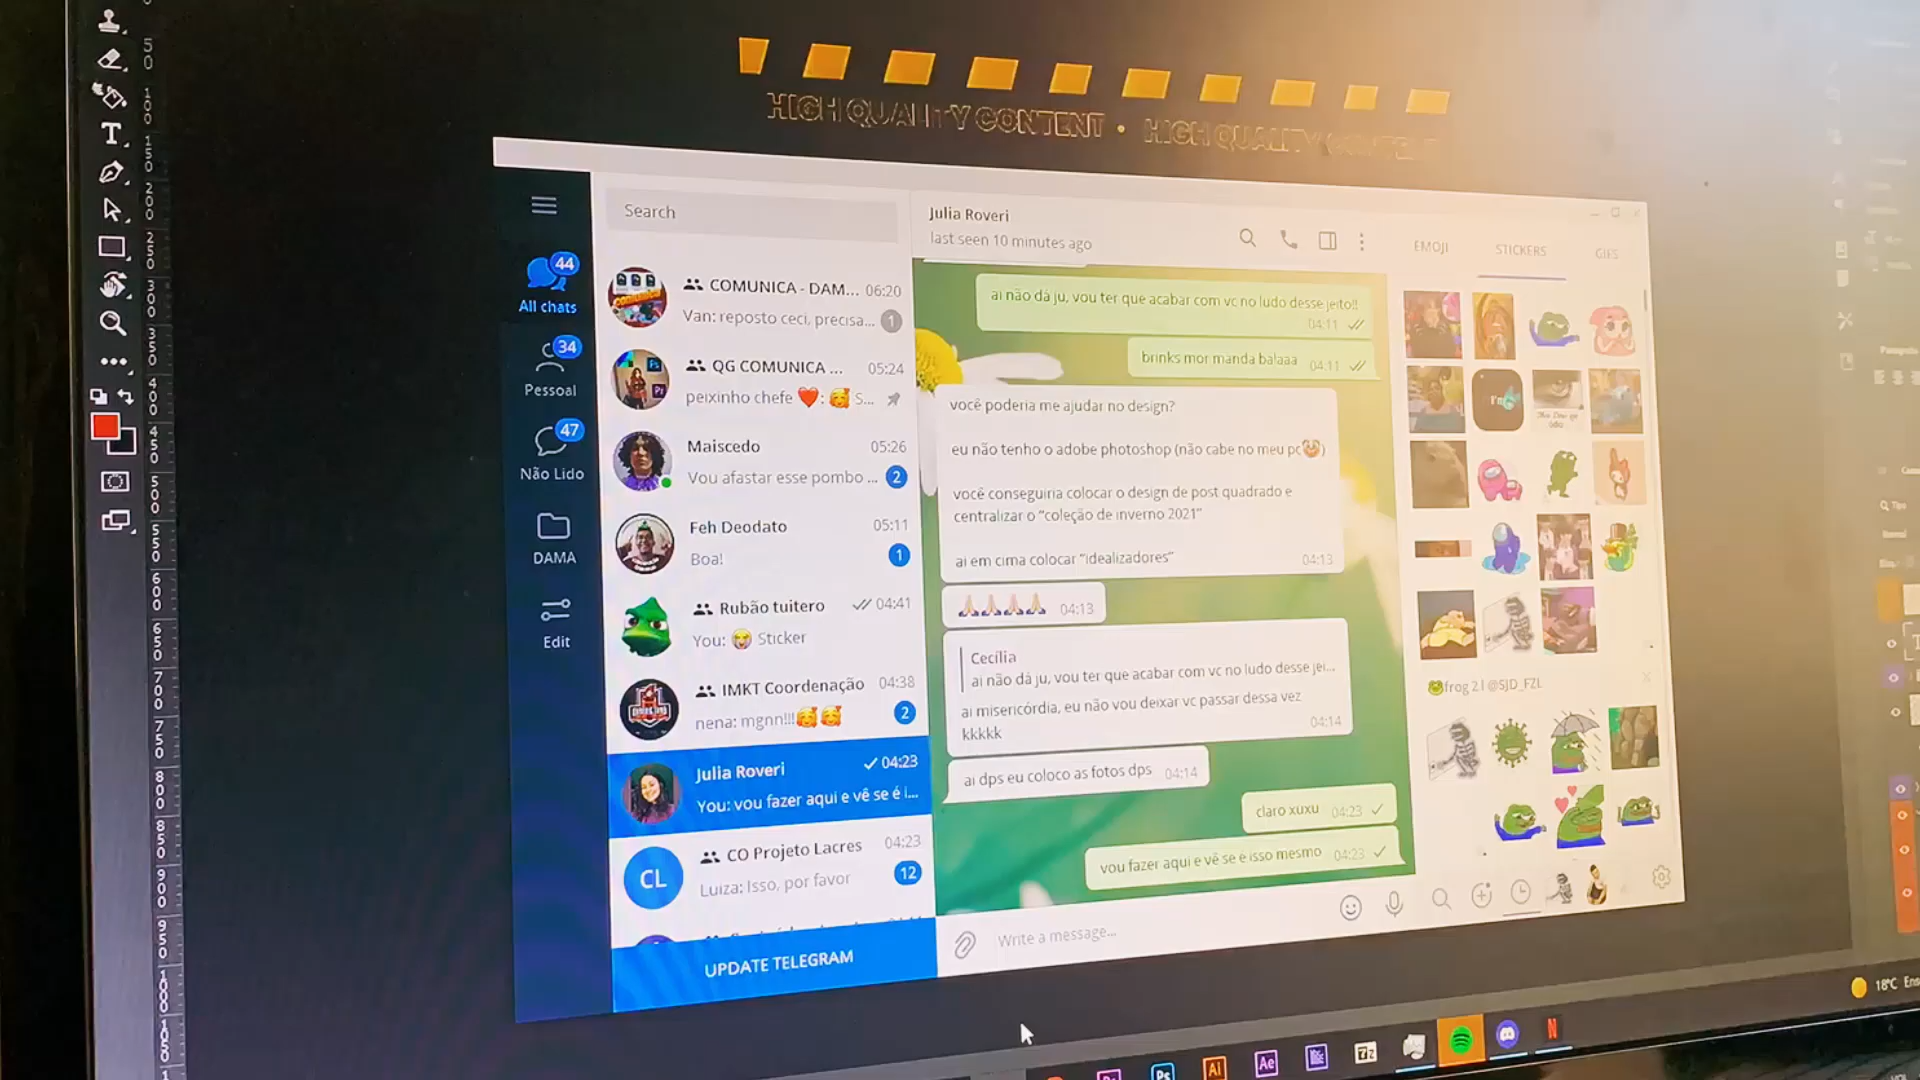 HIGH QUALITY CONTENT • HIGH QUALITY
Search
44
All chats
34
Pessoal
47
Não Lido
DAMA
Edit
COMUNICA - DAM... 06:20
Van: reposto ceci, precisa... 1
QG COMUNICA ... 05:24
peixinho chefe ❤️: 🥰 S...
Maiscedo 05:26
Vou afastar esse pombo ... 2
Feh Deodato 05:11
Boa! 1
Rubão tuitero 04:41
You: 😭 Sticker
IMKT Coordenação 04:38
nena: mgnn!!!🥰🥰 2
Julia Roveri 04:23
You: vou fazer aqui e vê se é i...
CL
CO Projeto Lacres 04:23
Luiza: Isso, por favor 12
UPDATE TELEGRAM
Julia Roveri
last seen 10 minutes ago
ai não dá ju, vou ter que acabar com vc no ludo desse jeito!!
04:11
brinks mor manda balaaa 04:11
você poderia me ajudar no design?
eu não tenho o adobe photoshop (não cabe no meu pc🤡)
você conseguiria colocar o design de post quadrado e
centralizar o "coleção de inverno 2021"
ai em cima colocar "idealizadores" 04:13
🙏🏼🙏🏼🙏🏼🙏🏼 04:13
Cecília
ai não dá ju, vou ter que acabar com vc no ludo desse jei...
ai misericórdia, eu não vou deixar vc passar dessa vez
kkkkk 04:14
ai dps eu coloco as fotos dps 04:14
claro xuxu 04:23
vou fazer aqui e vê se é isso mesmo 04:23
Write a message...
EMOJI STICKERS GIFS
I'm
🐸frog 2.1 @SJD_FZL
18°C Ens
Ps Ai Ae 7z